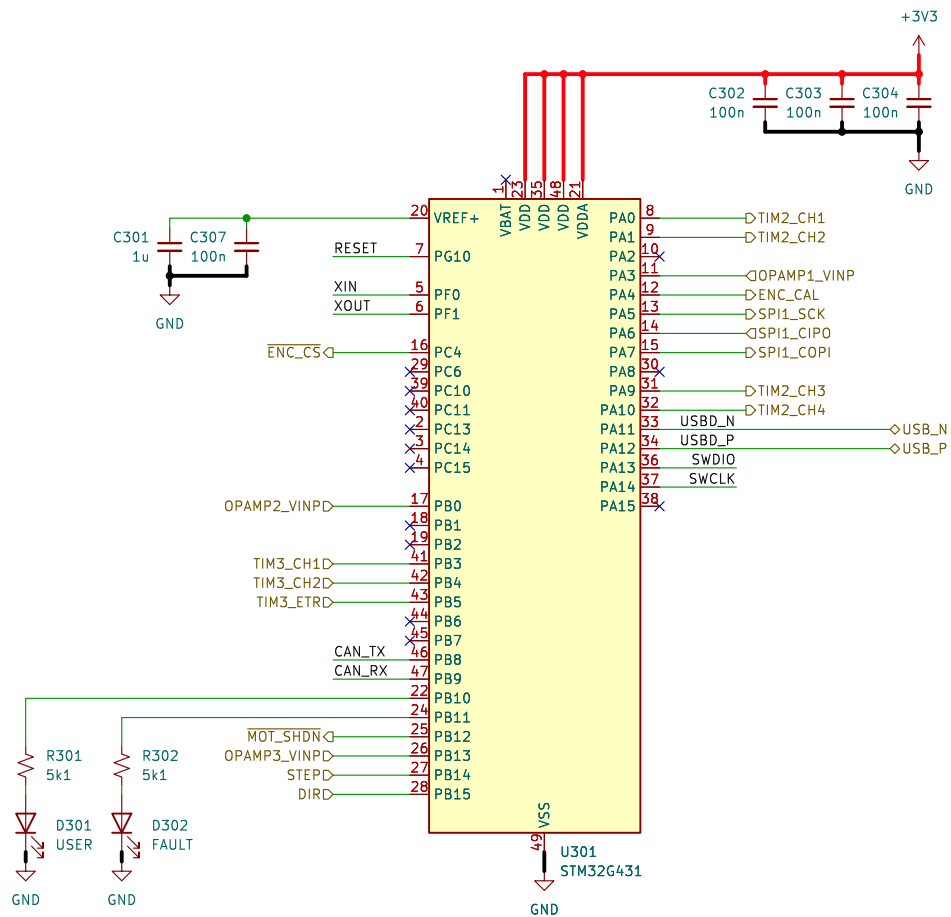 +3V3
C302
100n
C303
100n
C304
100n
GND
1
23
35
48
21
VBAT
VDD
VDD
VDD
VDDA
20 VREF+
C301
1u
C307
100n
GND
RESET 7 PG10
XIN 5 PF0
XOUT 6 PF1
ENC_CS 16 PC4
29 PC6
39 PC10
40 PC11
2 PC13
3 PC14
4 PC15
OPAMP2_VINP 17 PB0
18 PB1
19 PB2
TIM3_CH1 41 PB3
TIM3_CH2 42 PB4
TIM3_ETR 43 PB5
44 PB6
45 PB7
CAN_TX 46 PB8
CAN_RX 47 PB9
22 PB10
24 PB11
MOT_SHDN 25 PB12
OPAMP3_VINP 26 PB13
STEP 27 PB14
DIR 28 PB15
PA0 8 TIM2_CH1
PA1 9 TIM2_CH2
PA2 10
PA3 11 OPAMP1_VINP
PA4 12 ENC_CAL
PA5 13 SPI1_SCK
PA6 14 SPI1_CIPO
PA7 15 SPI1_COPI
PA8 30
PA9 31 TIM2_CH3
PA10 32 TIM2_CH4
PA11 33 USBD_N USB_N
PA12 34 USBD_P USB_P
PA13 36 SWDIO
PA14 37 SWCLK
PA15 38
R301
5k1
R302
5k1
D301
USER
D302
FAULT
GND
GND
VSS
49
U301
STM32G431
GND